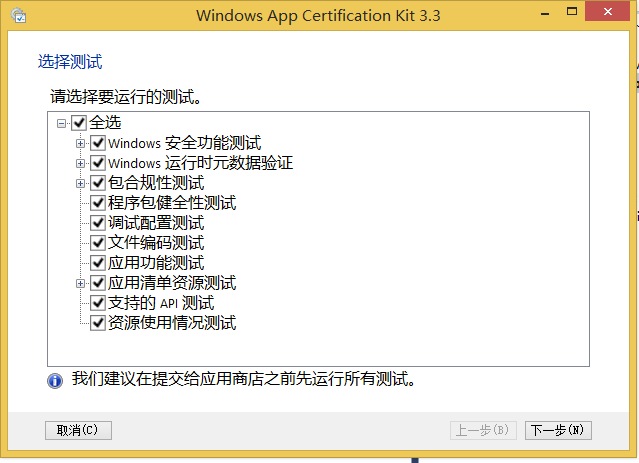 Windows App Certification Kit 3.3
选择测试
请选择要运行的测试。
全选
Windows 安全功能测试
Windows 运行时元数据验证
包合规性测试
程序包健全性测试
调试配置测试
文件编码测试
应用功能测试
应用清单资源测试
支持的 API 测试
资源使用情况测试
我们建议在提交给应用商店之前先运行所有测试。
取消(C) 上一步(B) 下一步(N)